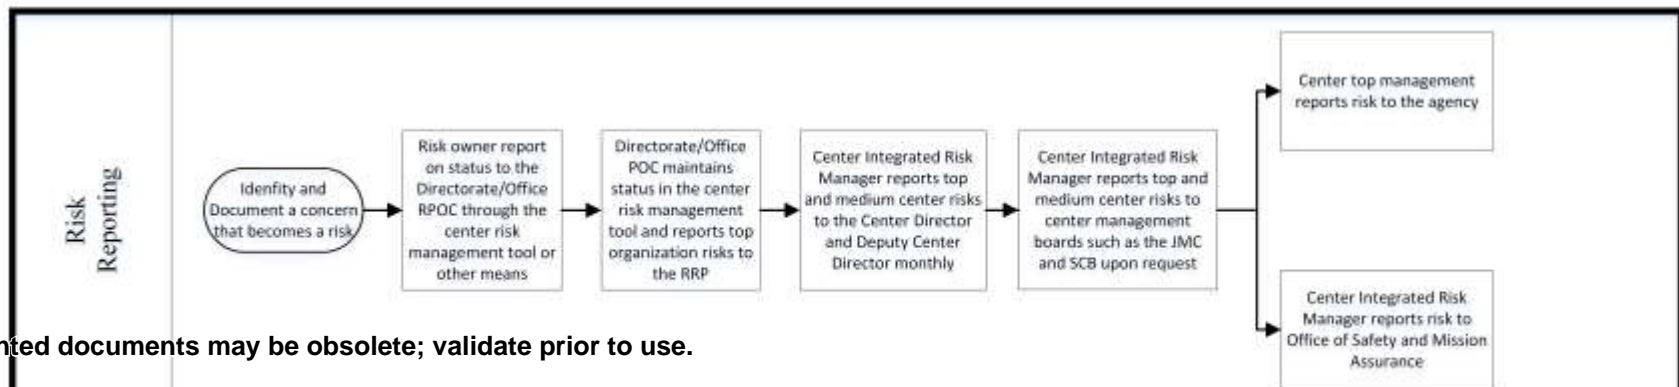 Risk
Reporting
Idenfity and
Document a concern
that becomes a risk
Risk owner report
on status to the
Directorate/Office
RPOC through the
center risk
management tool or
other means
Directorate/Office
POC maintains
status in the center
risk management
tool and reports top
organization risks to
the RRP
Center Integrated Risk
Manager reports top
and medium center risks
to the Center Director
and Deputy Center
Director monthly
Center Integrated Risk
Manager reports top and
medium center risks to
center management
boards such as the JMC
and SCB upon request
Center top management
reports risk to the agency
Center Integrated Risk
Manager reports risk to
Office of Safety and Mission
Assurance
nted documents may be obsolete; validate prior to use.